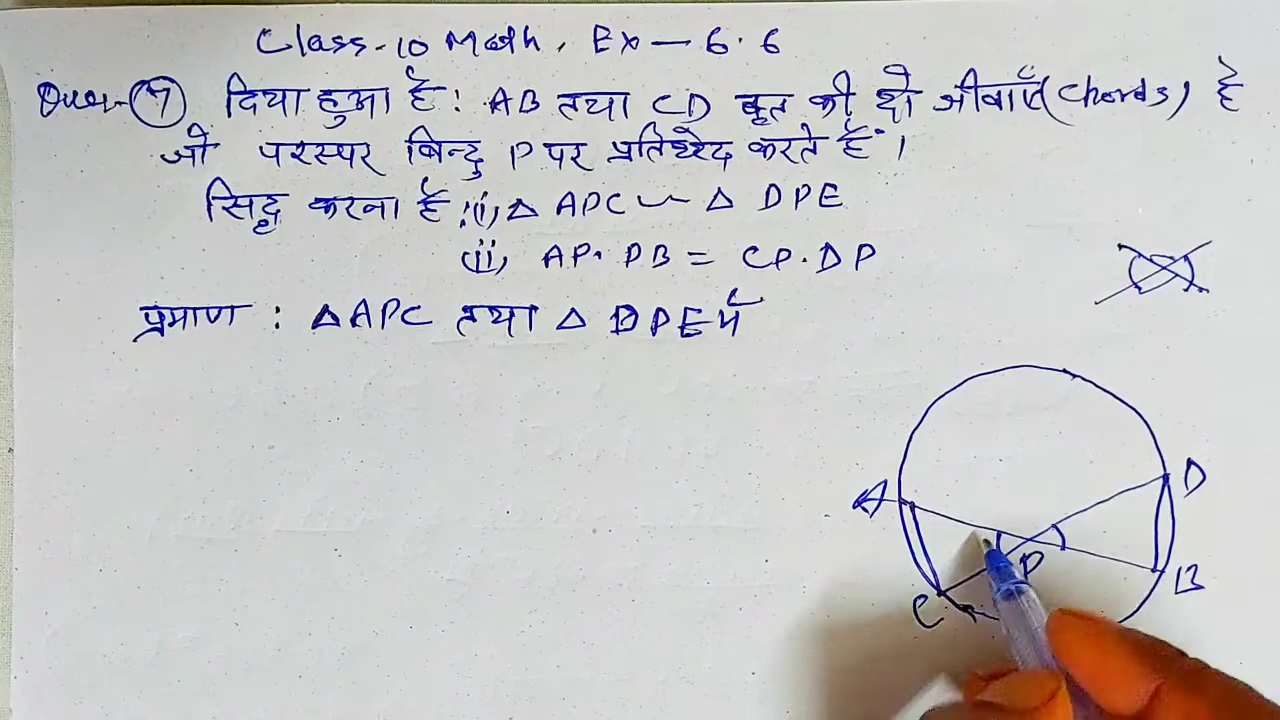 Class-10 Math, Ex-6.6
Ques-(7) दिया हुआ है: AB तथा CD वृत की दो जीवाएँ (Chords) है
जो परस्पर बिन्दु P पर प्रतिच्छेद करते हैं।
सिद्ध करना है: (i) △ APC ~ △ DPE
(ii) AP. PB = CP. DP
प्रमाण : △APC तथा △ DPE में
A
D
P
B
C